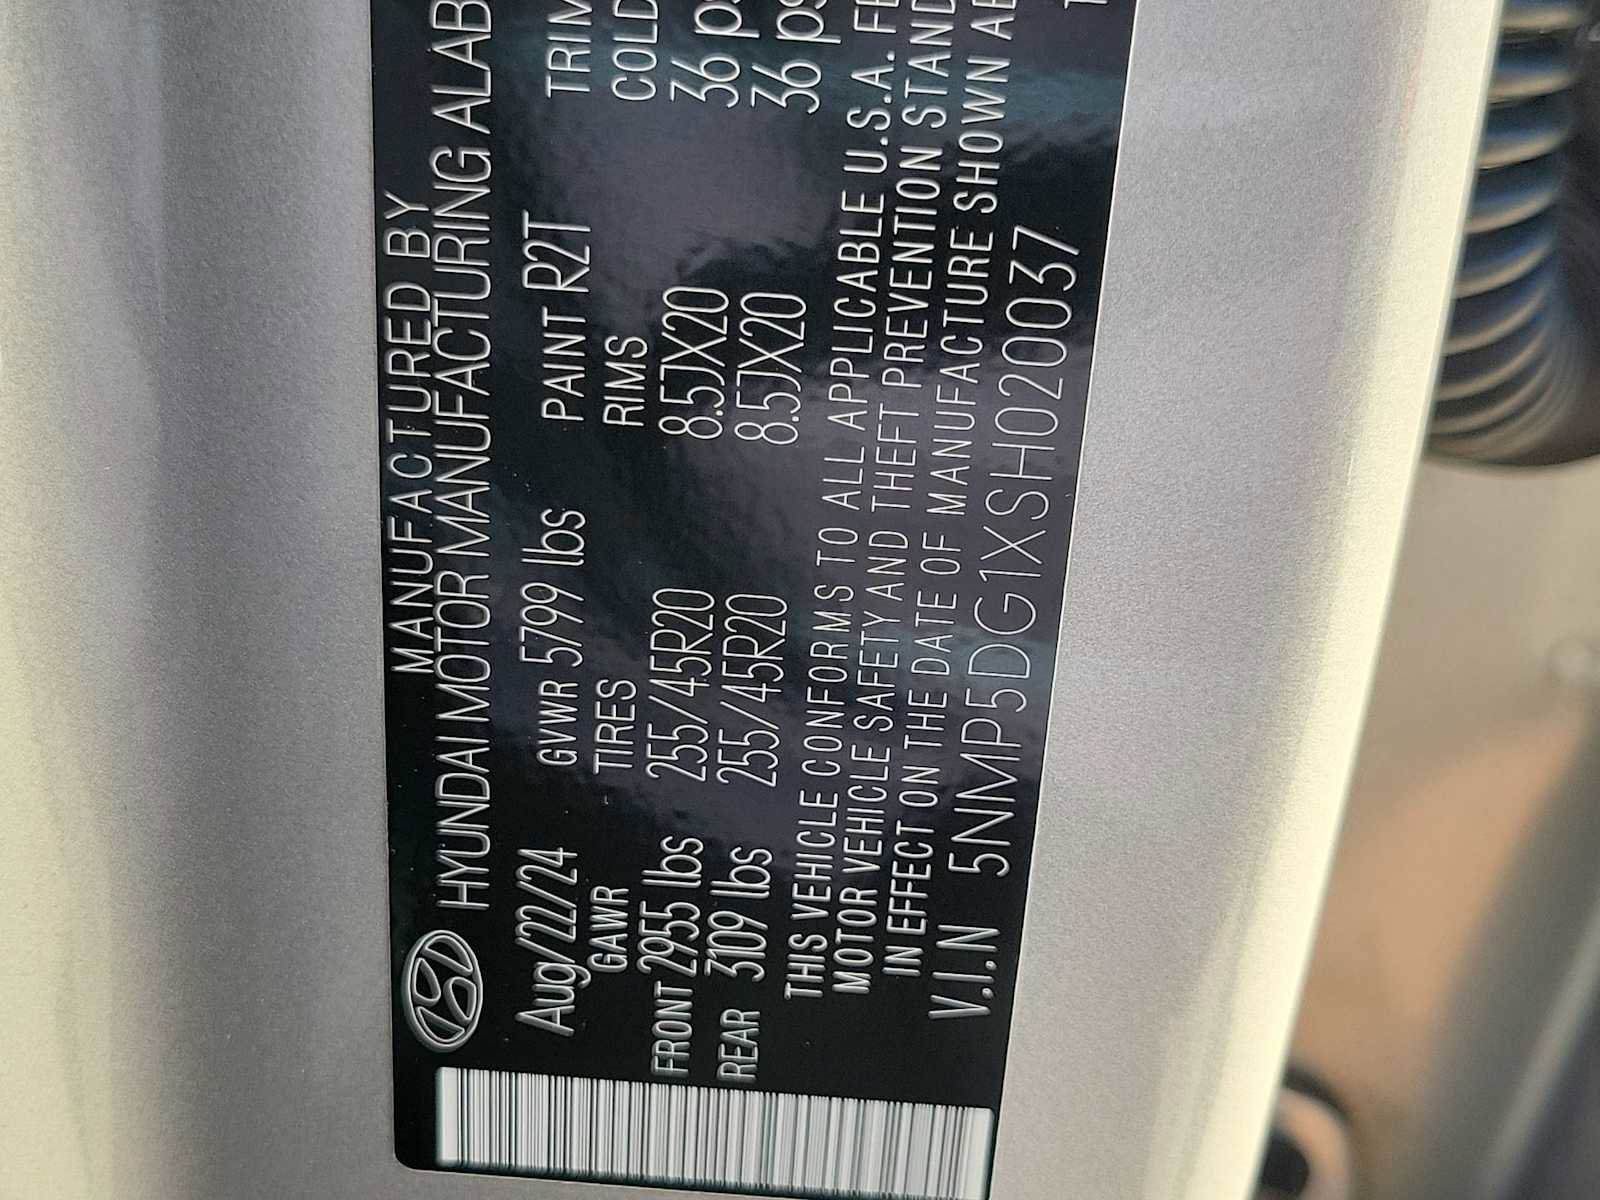 MANUFACTURED BY
HYUNDAI MOTOR MANUFACTURING ALAB
Aug/22/24 GVWR 5799 lbs PAINT R2T TRIM
GAWR TIRES RIMS COLD
FRONT 2955 lbs 255/45R20 8.5JX20 36 ps
REAR 3109 lbs 255/45R20 8.5JX20 36 ps
THIS VEHICLE CONFORMS TO ALL APPLICABLE U.S.A. FE
MOTOR VEHICLE SAFETY AND THEFT PREVENTION STAND
IN EFFECT ON THE DATE OF MANUFACTURE SHOWN AB
V.I.N 5NMP5DG1XSH020037